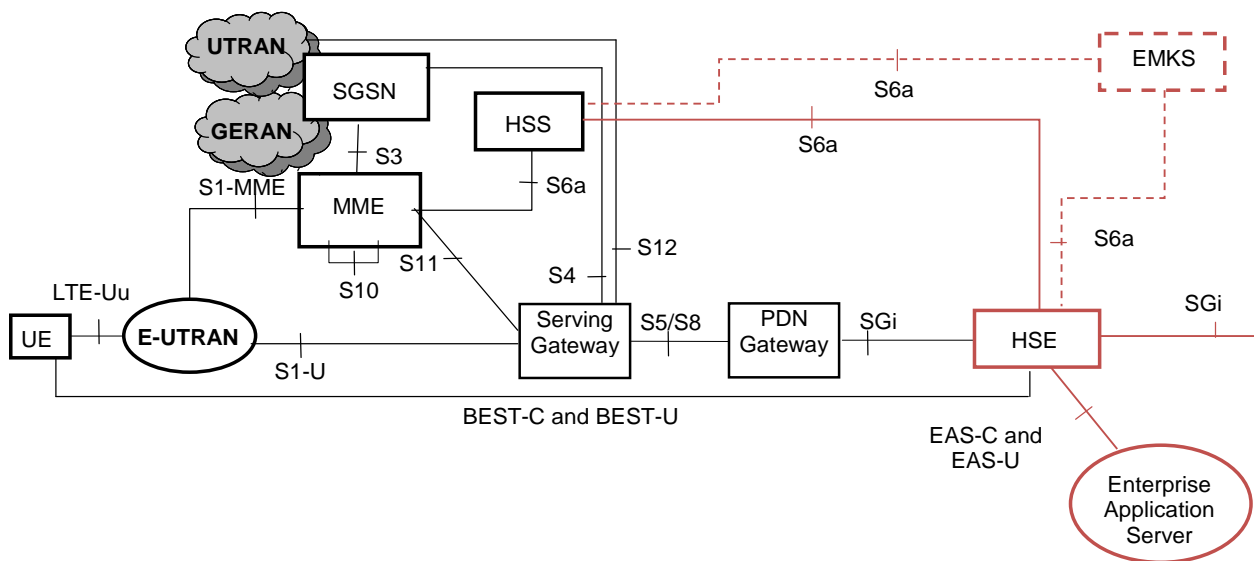 UTRAN
EMKS
SGSN
S6a
HSS
GERAN
S6a
S3
S1-MME
S6a
MME
S12
S6a
S11
S4
S10
LTE-Uu
Serving
Gateway
S5/S8
PDN
Gateway
SGi
SGi
UE
E-UTRAN
HSE
S1-U
BEST-C and BEST-U
EAS-C and
EAS-U
Enterprise
Application
Server